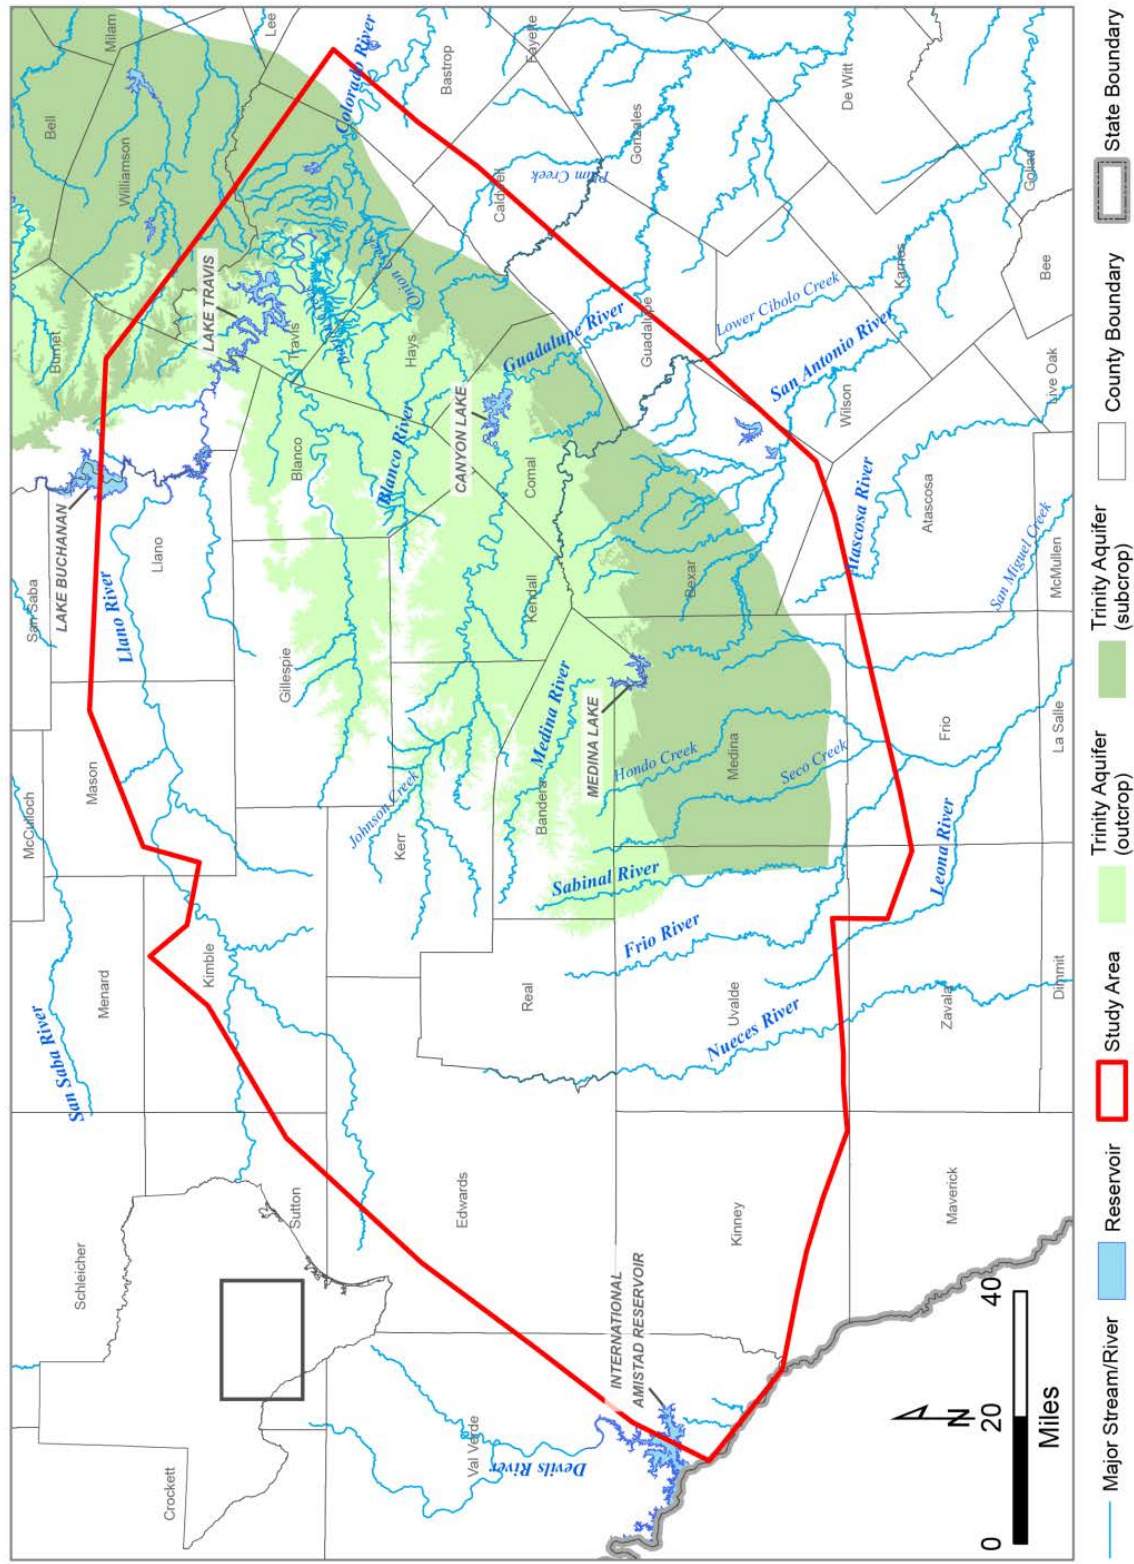 San Saba
Burnet
Bell
Milam
Lee
McCulloch
Mason
Llano
Williamson
Menard
Kimble
Gillespie
Blanco
Travis
Hays
Bastrop
Fayette
Schleicher
Sutton
Crockett
Kerr
Kendall
Comal
Caldwell
Gonzales
De Witt
Edwards
Real
Bandera
Bexar
Guadalupe
Val Verde
Kinney
Uvalde
Medina
Wilson
Karnes
Goliad
Bee
Maverick
Zavala
Frio
Atascosa
Live Oak
Dimmit
La Salle
McMullen
San Saba River
Llano River
Colorado River
Johnson Creek
Blanco River
Onion Creek
Plum Creek
Guadalupe River
Lower Cibolo Creek
San Antonio River
Medina River
Hondo Creek
Seco Creek
Sabinal River
Frio River
Nueces River
Leona River
Atascosa River
San Miguel Creek
Devils River
LAKE BUCHANAN
LAKE TRAVIS
CANYON LAKE
MEDINA LAKE
INTERNATIONAL
AMISTAD RESERVOIR
N
0 20 40
Miles
Major Stream/River
Reservoir
Study Area
Trinity Aquifer
(outcrop)
Trinity Aquifer
(subcrop)
County Boundary
State Boundary